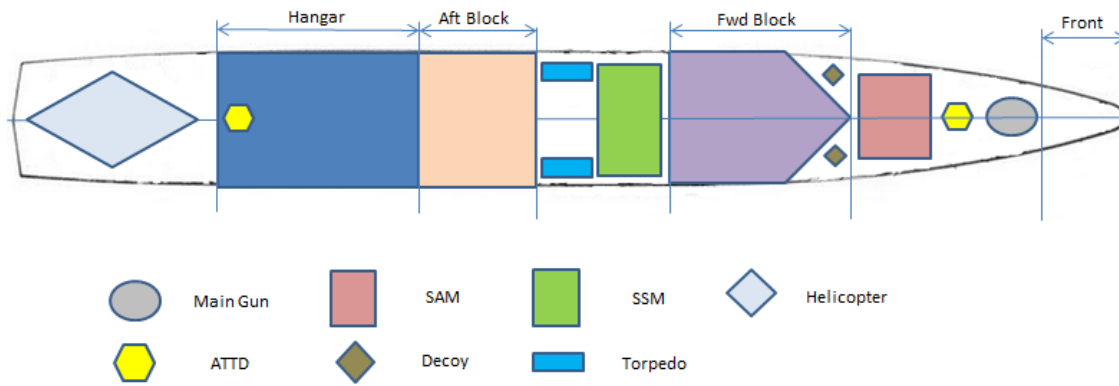 Hangar
Aft Block
Fwd Block
Front
Main Gun
SAM
SSM
Helicopter
ATTD
Decoy
Torpedo